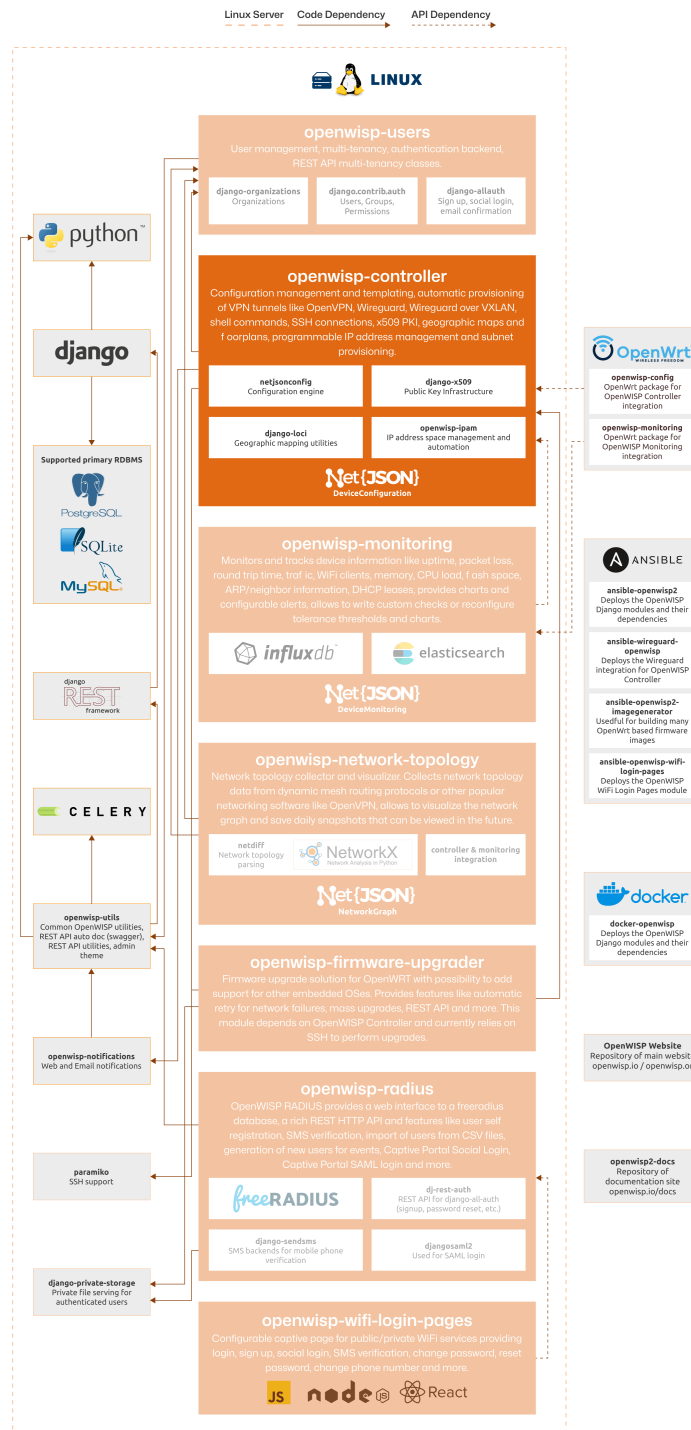 Linux Server Code Dependency API Dependency
LINUX
openwisp-users
User management, multi-tenancy, authentication backend,
REST API multi-tenancy classes.
django-organizations
Organizations
django.contrib.auth
Users, Groups,
Permissions
django-allauth
Sign up, social login,
email confirmation
python™
django
Supported primary RDBMS
PostgreSQL
SQLite
MySQL®
django
REST
framework
CELERY
openwisp-utils
Common OpenWISP utilities,
REST API auto doc (swagger),
REST API utilities, admin
theme
openwisp-notifications
Web and Email notifications
paramiko
SSH support
django-private-storage
Private file serving for
authenticated users
openwisp-controller
Configuration management and templating, automatic provisioning
of VPN tunnels like OpenVPN, Wireguard, Wireguard over VXLAN,
shell commands, SSH connections, x509 PKI, geographic maps and
f oorplans, programmable IP address management and subnet
provisioning.
netjsonconfig
Configuration engine
django-x509
Public Key Infrastructure
django-loci
Geographic mapping utilities
openwisp-ipam
IP address space management and
automation
Net{JSON}
DeviceConfiguration
openwisp-monitoring
Monitors and tracks device information like uptime, packet loss,
round trip time, traf ic, WiFi clients, memory, CPU load, f ash space,
ARP/neighbor information, DHCP leases, provides charts and
configurable alerts, allows to write custom checks or reconfigure
tolerance thresholds and charts.
influxdb™
elasticsearch
Net{JSON}
DeviceMonitoring
openwisp-network-topology
Network topology collector and visualizer. Collects network topology
data from dynamic mesh routing protocols or other popular
networking software like OpenVPN, allows to visualize the network
graph and save daily snapshots that can be viewed in the future.
netdiff
Network topology
parsing
NetworkX
Network Analysis in Python
controller & monitoring
integration
Net{JSON}
NetworkGraph
openwisp-firmware-upgrader
Firmware upgrade solution for OpenWRT with possibility to add
support for other embedded OSes. Provides features like automatic
retry for network failures, mass upgrades, REST API and more. This
module depends on OpenWISP Controller and currently relies on
SSH to perform upgrades.
openwisp-radius
OpenWISP RADIUS provides a web interface to a freeradius
database, a rich REST HTTP API and features like user self
registration, SMS verification, import of users from CSV files,
generation of new users for events, Captive Portal Social Login,
Captive Portal SAML login and more.
freeRADIUS
dj-rest-auth
REST API for django-all-auth
(signup, password reset, etc.)
django-sendsms
SMS backends for mobile phone
verification
djangosaml2
Used for SAML login
openwisp-wifi-login-pages
Configurable captive page for public/private WiFi services providing
login, sign up, social login, SMS verification, change password, reset
password, change phone number and more.
JS node JS React
OpenWrt
WIRELESS FREEDOM
openwisp-config
OpenWrt package for
OpenWISP Controller
integration
openwisp-monitoring
OpenWrt package for
OpenWISP Monitoring
integration
ANSIBLE
ansible-openwisp2
Deploys the OpenWISP
Django modules and their
dependencies
ansible-wireguard-
openwisp
Deploys the Wireguard
integration for OpenWISP
Controller
ansible-openwisp2-
imagegenerator
Usedful for building many
OpenWrt based firmware
images
ansible-openwisp-wifi-
login-pages
Deploys the OpenWISP
WiFi Login Pages module
docker
docker-openwisp
Deploys the OpenWISP
Django modules and their
dependencies
OpenWISP Website
Repository of main websit
openwisp.io / openwisp.or
openwisp2-docs
Repository of
documentation site
openwisp.io/docs